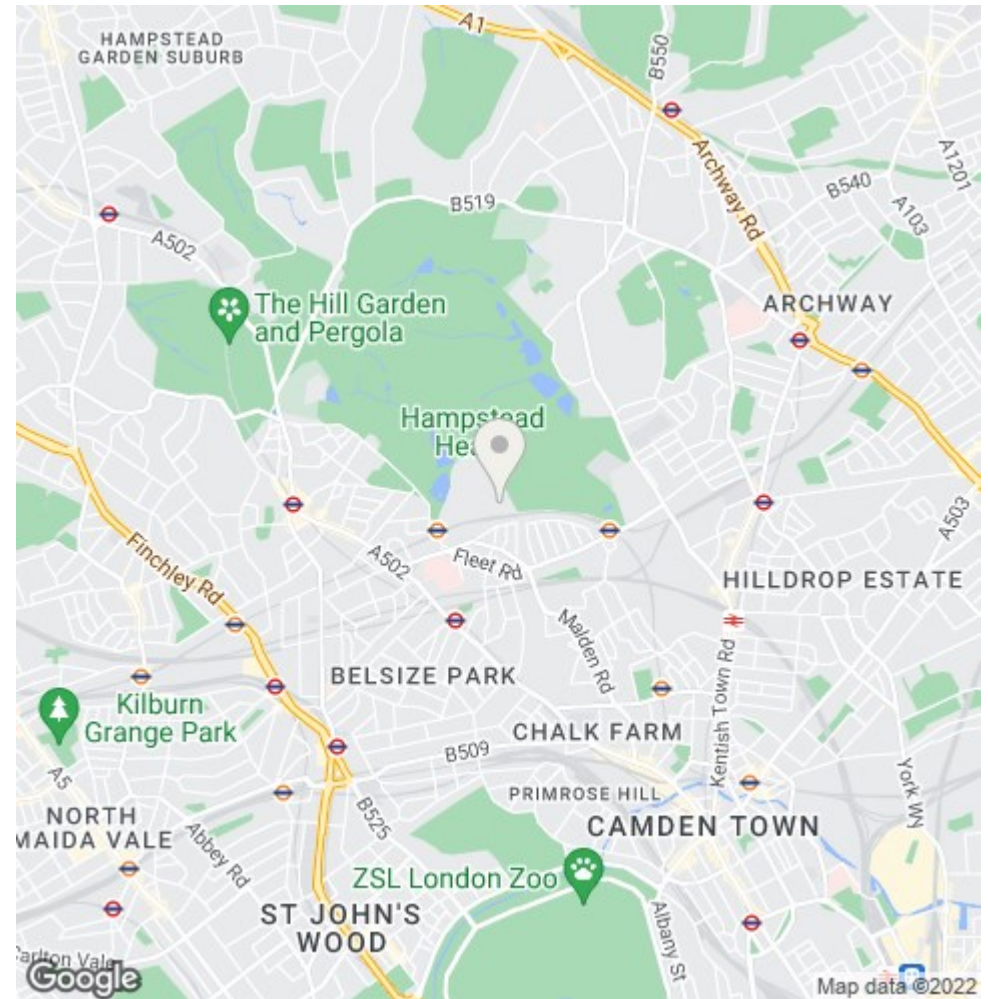 A1
B550
HAMPSTEAD
GARDEN SUBURB
Archway Rd
A1201
B540
A103
B519
A502
The Hill Garden
and Pergola
ARCHWAY
Hampstead
A503
Finchley Rd
A502
Fleet Rd
HILLDROP ESTATE
Malden Rd
BELSIZE PARK
Kentish Town Rd
Kilburn
Grange Park
CHALK FARM
B509
A5
PRIMROSE HILL
York WN
NORTH
MAIDA VALE
B525
CAMDEN TOWN
Abbey Rd
ZSL London Zoo
ST JOHN'S
WOOD
Albany St
Carlton Vale
Google
Map data ©2022